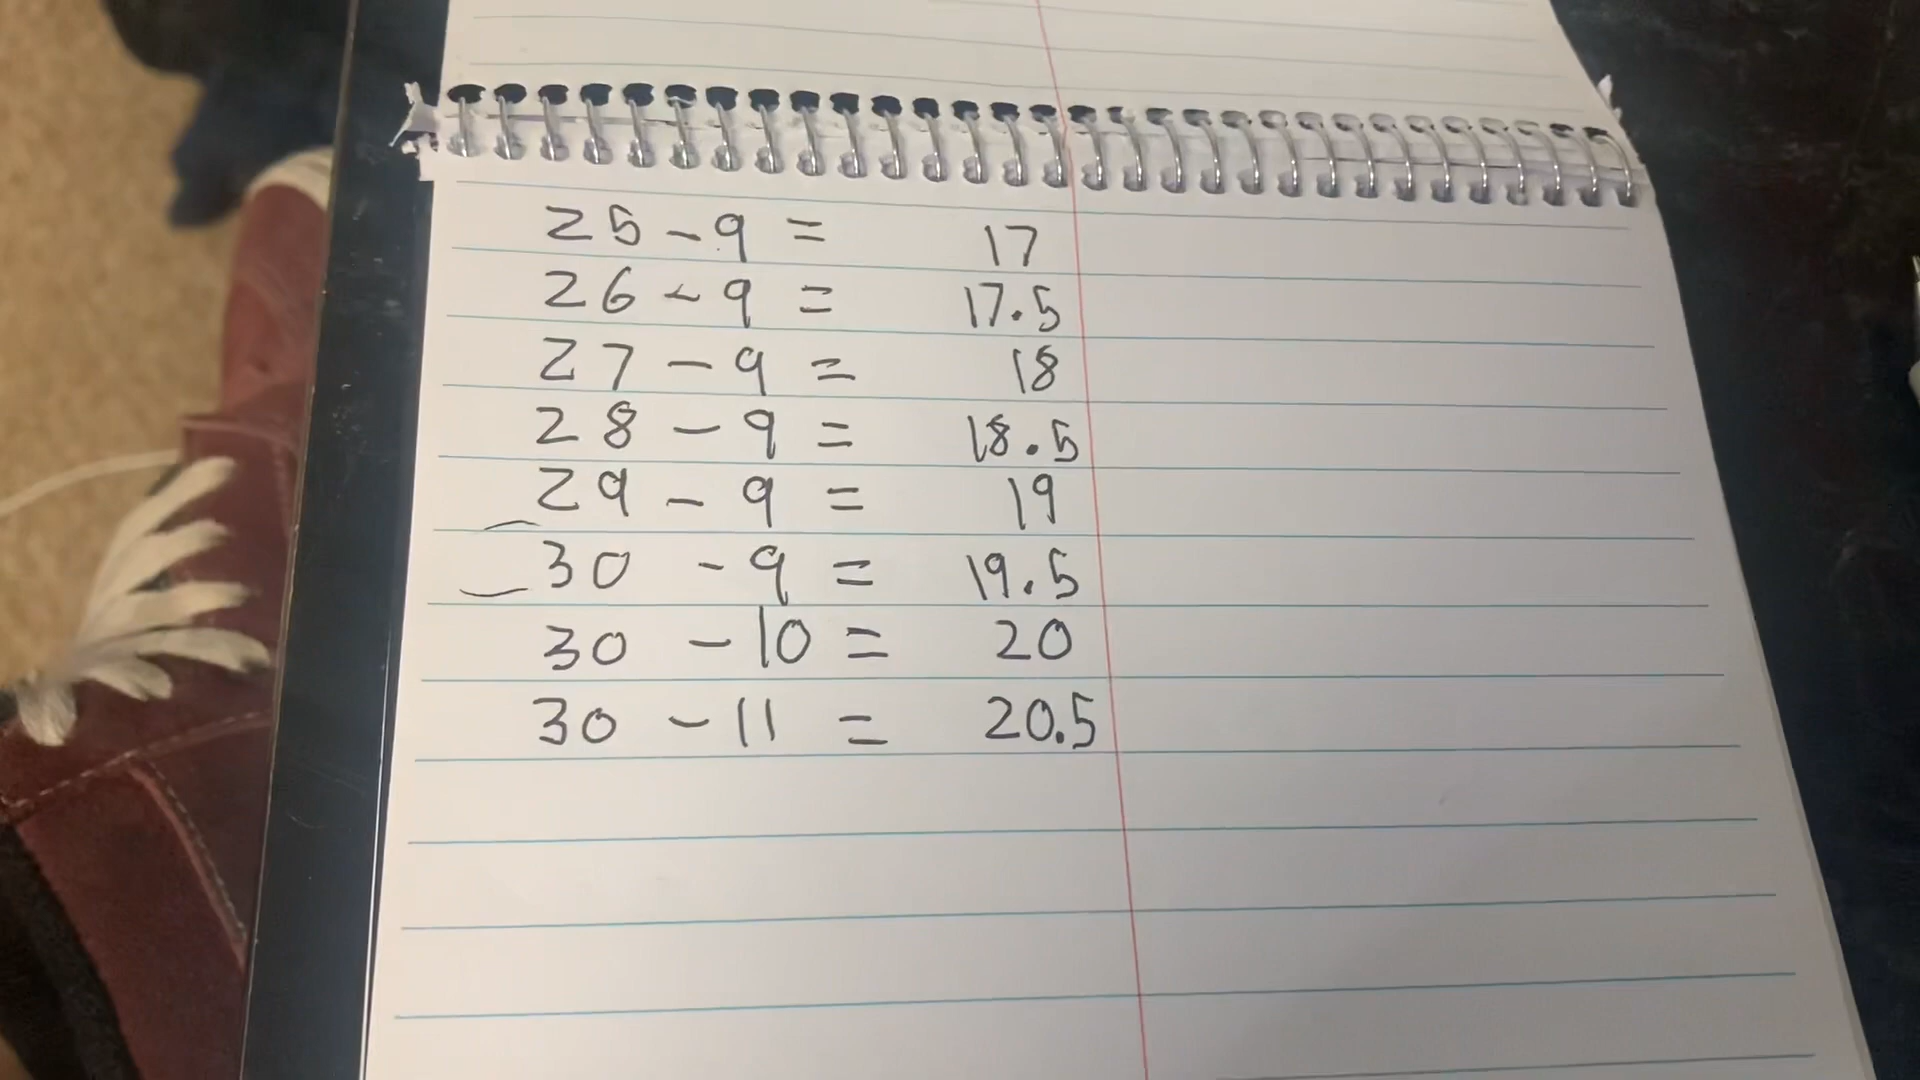 25 - 9 = 17
26 - 9 = 17.5
27 - 9 = 18
28 - 9 = 18.5
29 - 9 = 19
30 - 9 = 19.5
30 - 10 = 20
30 - 11 = 20.5